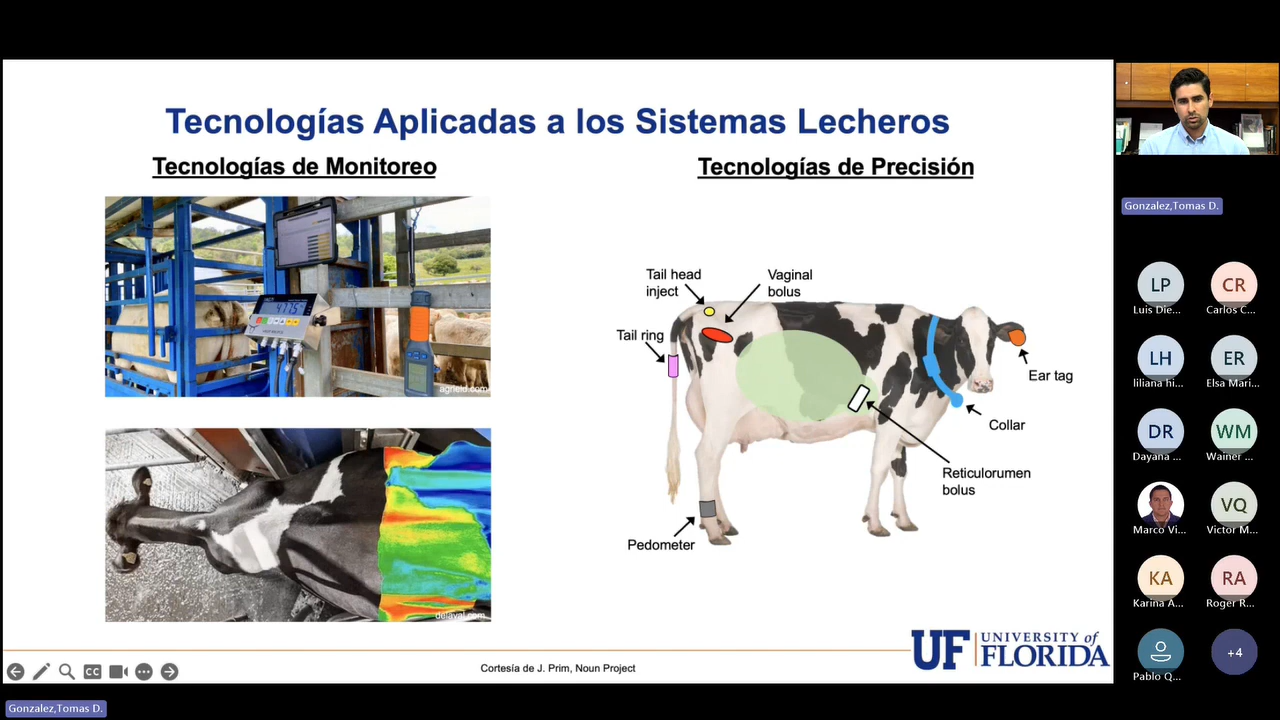 Tecnologías Aplicadas a los Sistemas Lecheros
Tecnologías de Monitoreo
Tecnologías de Precisión
agrieid.com
delaval.com
Tail head
inject
Vaginal
bolus
Tail ring
Ear tag
Collar
Reticulorumen
bolus
Pedometer
Cortesía de J. Prim, Noun Project
UF UNIVERSITY of
FLORIDA
CC
Gonzalez,Tomas D.
Gonzalez,Tomas D.
LP
Luis Die...
CR
Carlos C...
LH
liliana hi...
ER
Elsa Mari...
DR
Dayana ...
WM
Wainer ...
Marco Vi...
VQ
Victor M...
KA
Karina A...
RA
Roger R...
Pablo Q...
+4